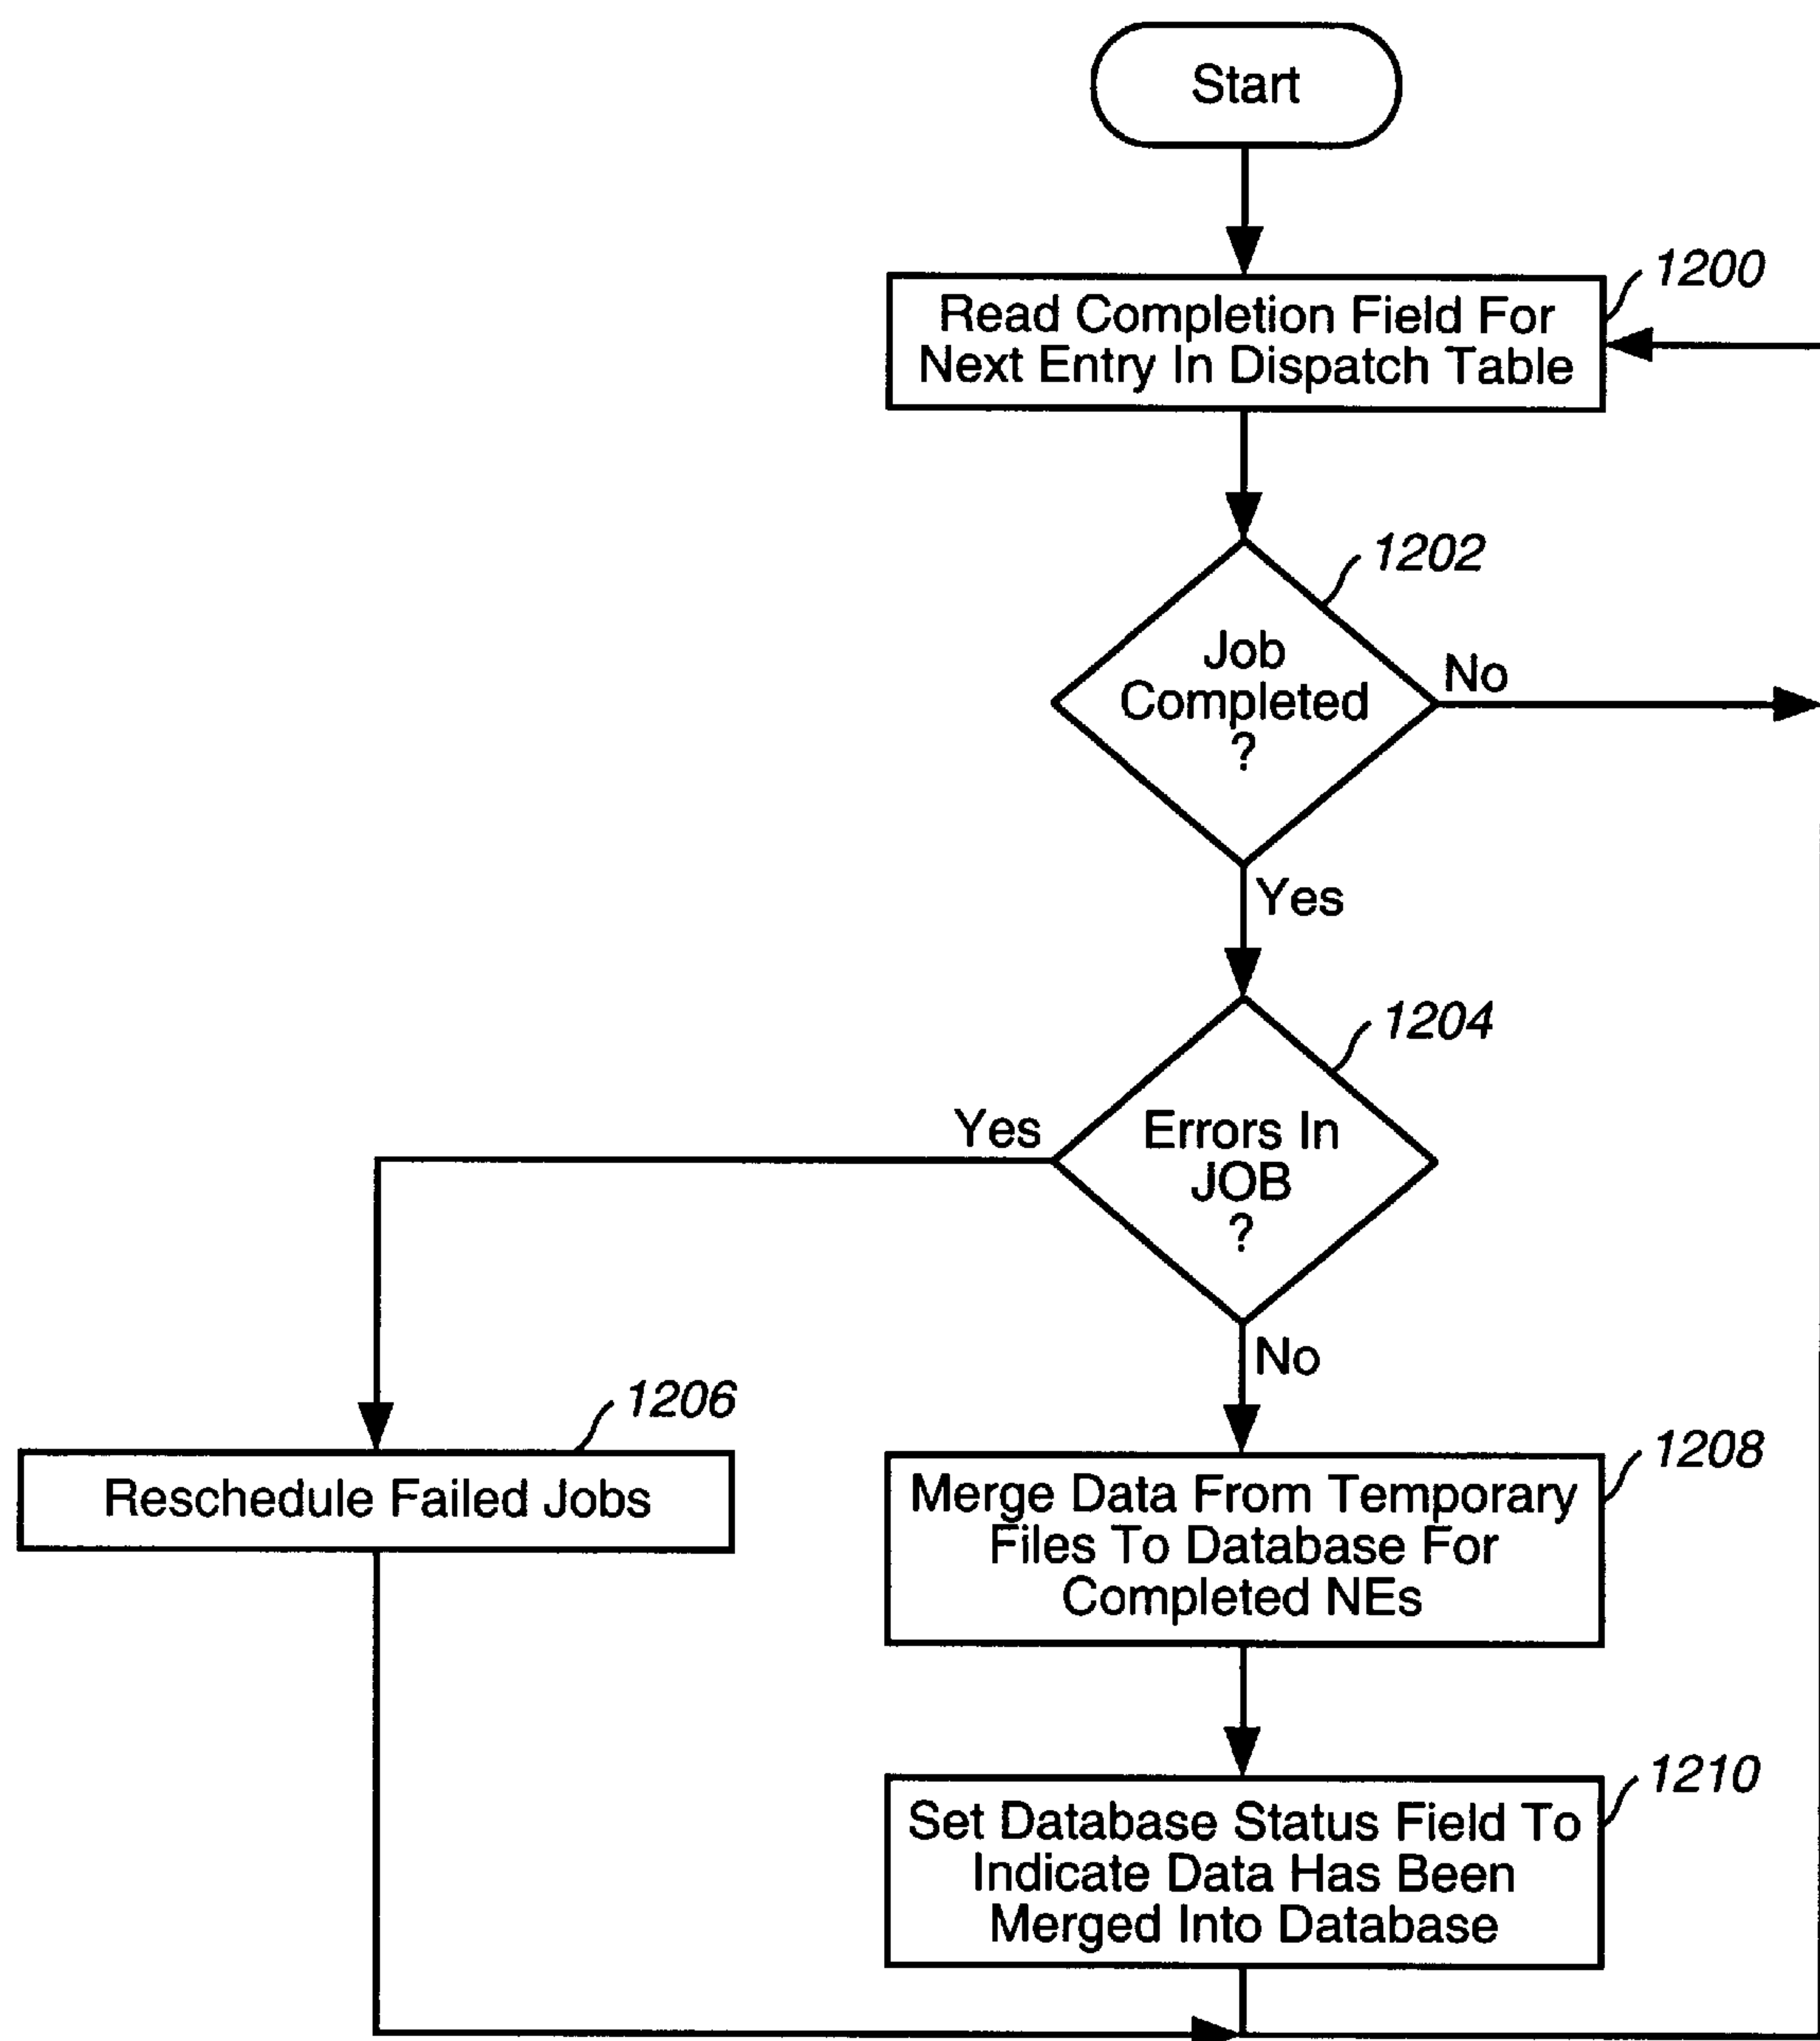 Start
1200
Read Completion Field For
Next Entry In Dispatch Table
1202
Job
Completed
?
No
Yes
1204
Yes
Errors In
JOB
?
No
1206
Reschedule Failed Jobs
1208
Merge Data From Temporary
Files To Database For
Completed NEs
1210
Set Database Status Field To
Indicate Data Has Been
Merged Into Database